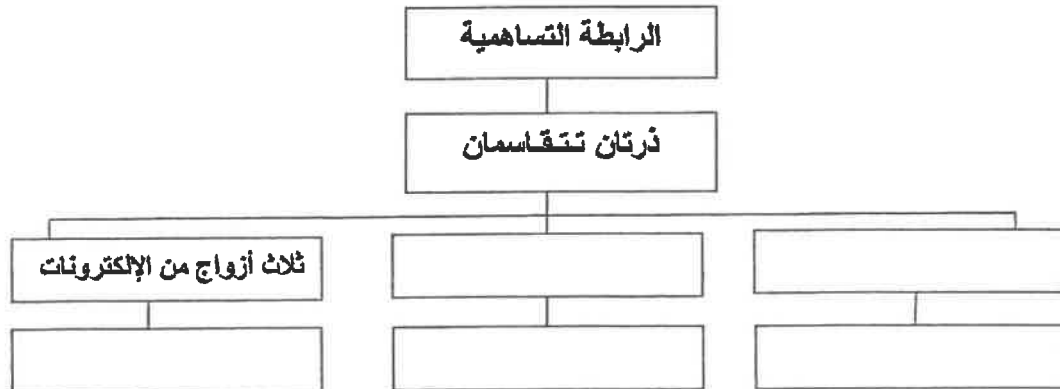 الرابطة التساهمية
ذرتان تتقاسمان
ثلاث أزواج من الإلكترونات